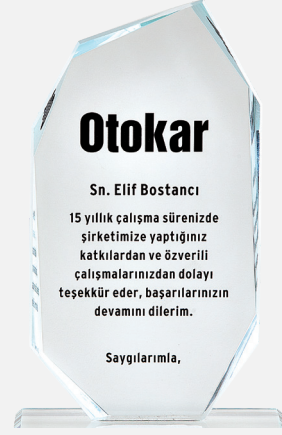 Otokar
Sn. Elif Bostancı
15 yıllık çalışma sürenizde
şirketimize yaptığınız
katkılardan ve özverili
çalışmalarınızdan dolayı
teşekkür eder, başarılarınızın
devamını dilerim.
Saygılarımla,